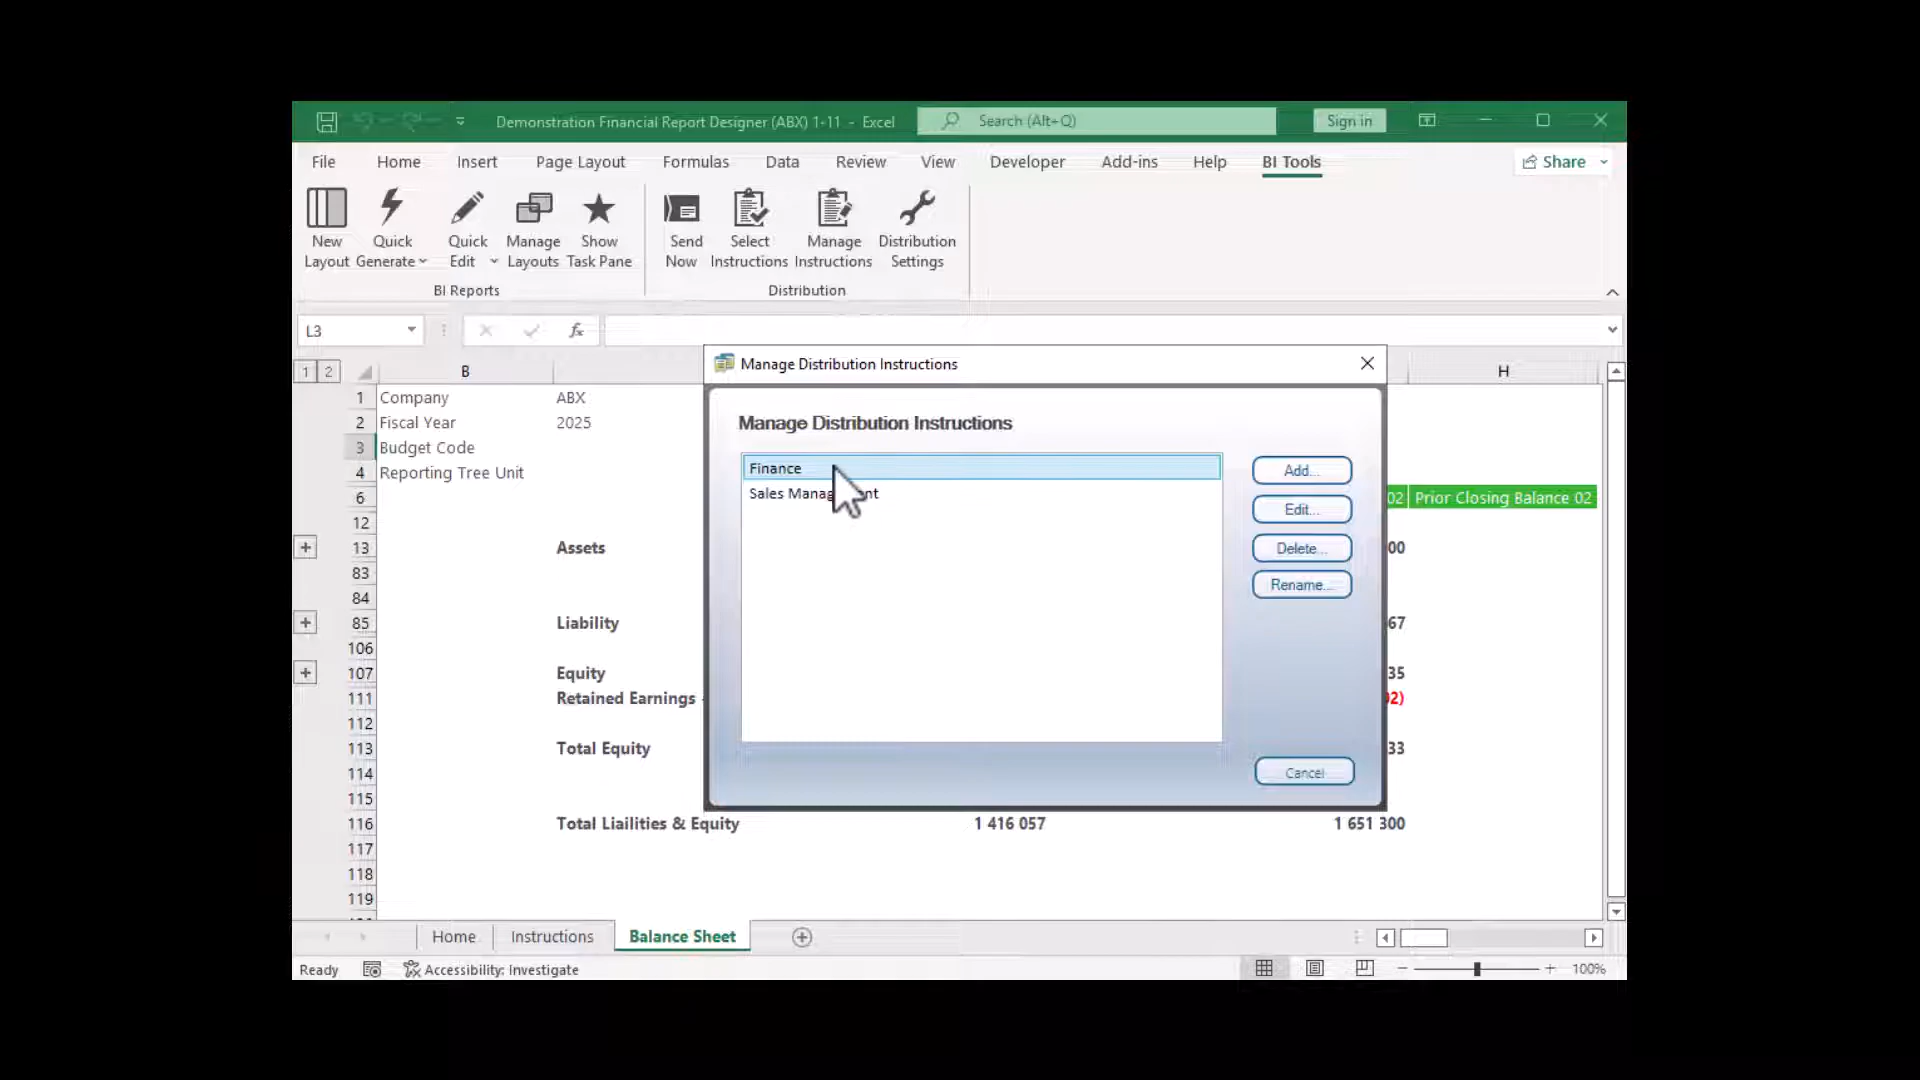 Demonstration Financial Report Designer (ABX) 1-11 - Excel
Search (Alt+Q)
Sign in
File Home Insert Page Layout Formulas Data Review View Developer Add-ins Help BI Tools Share
New Layout
Quick Generate
Quick Edit
Manage Layouts
Show Task Pane
Send Now
Select Instructions
Manage Instructions
Distribution Settings
BI Reports
Distribution
L3
fx
1 2
B
H
1 Company ABX
2 Fiscal Year 2025
3 Budget Code
4 Reporting Tree Unit
6 02 Prior Closing Balance 02
12
13 Assets 00
83
84
85 Liability 67
106
107 Equity 35
111 Retained Earnings 02)
112
113 Total Equity 33
114
115
116 Total Liailities & Equity 1 416 057 1 651 300
117
118
119
Manage Distribution Instructions
Manage Distribution Instructions
Finance
Sales Manag nt
Add...
Edit...
Delete...
Rename...
Cancel
Home Instructions Balance Sheet
Ready
Accessibility: Investigate
100%